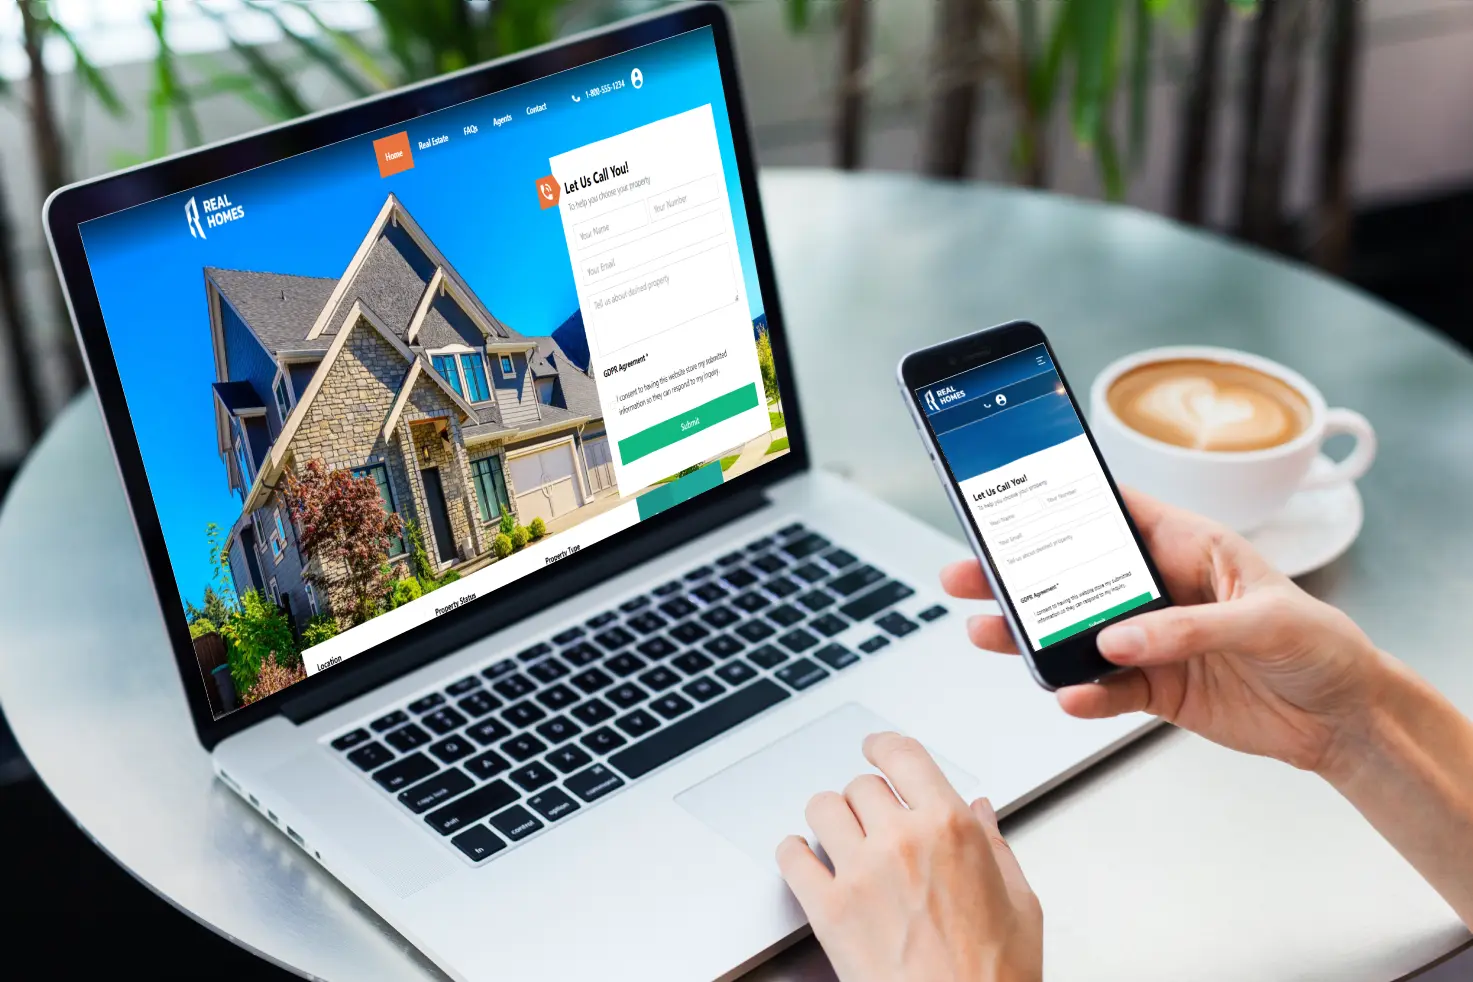 Home
Real Estate
FAQs
Agents
Contact
1-800-555-1234
REAL
HOMES
Let Us Call You!
To help you choose your property
Your Name
Your Number
Your Email
Tell us about desired property
GDPR Agreement *
I consent to having this website store my submitted
information so they can respond to my inquiry.
Submit
Property Type
Property Status
Location
REAL
HOMES
Let Us Call You!
To help you choose your property
Your Name
Your Number
Your Email
Tell us about desired property
GDPR Agreement *
I consent to having this website store my submitted
information so they can respond to my inquiry.
Submit
tab
caps lock
shift
fn
control
option
command
Q
W
A
S
Z
X
C
V